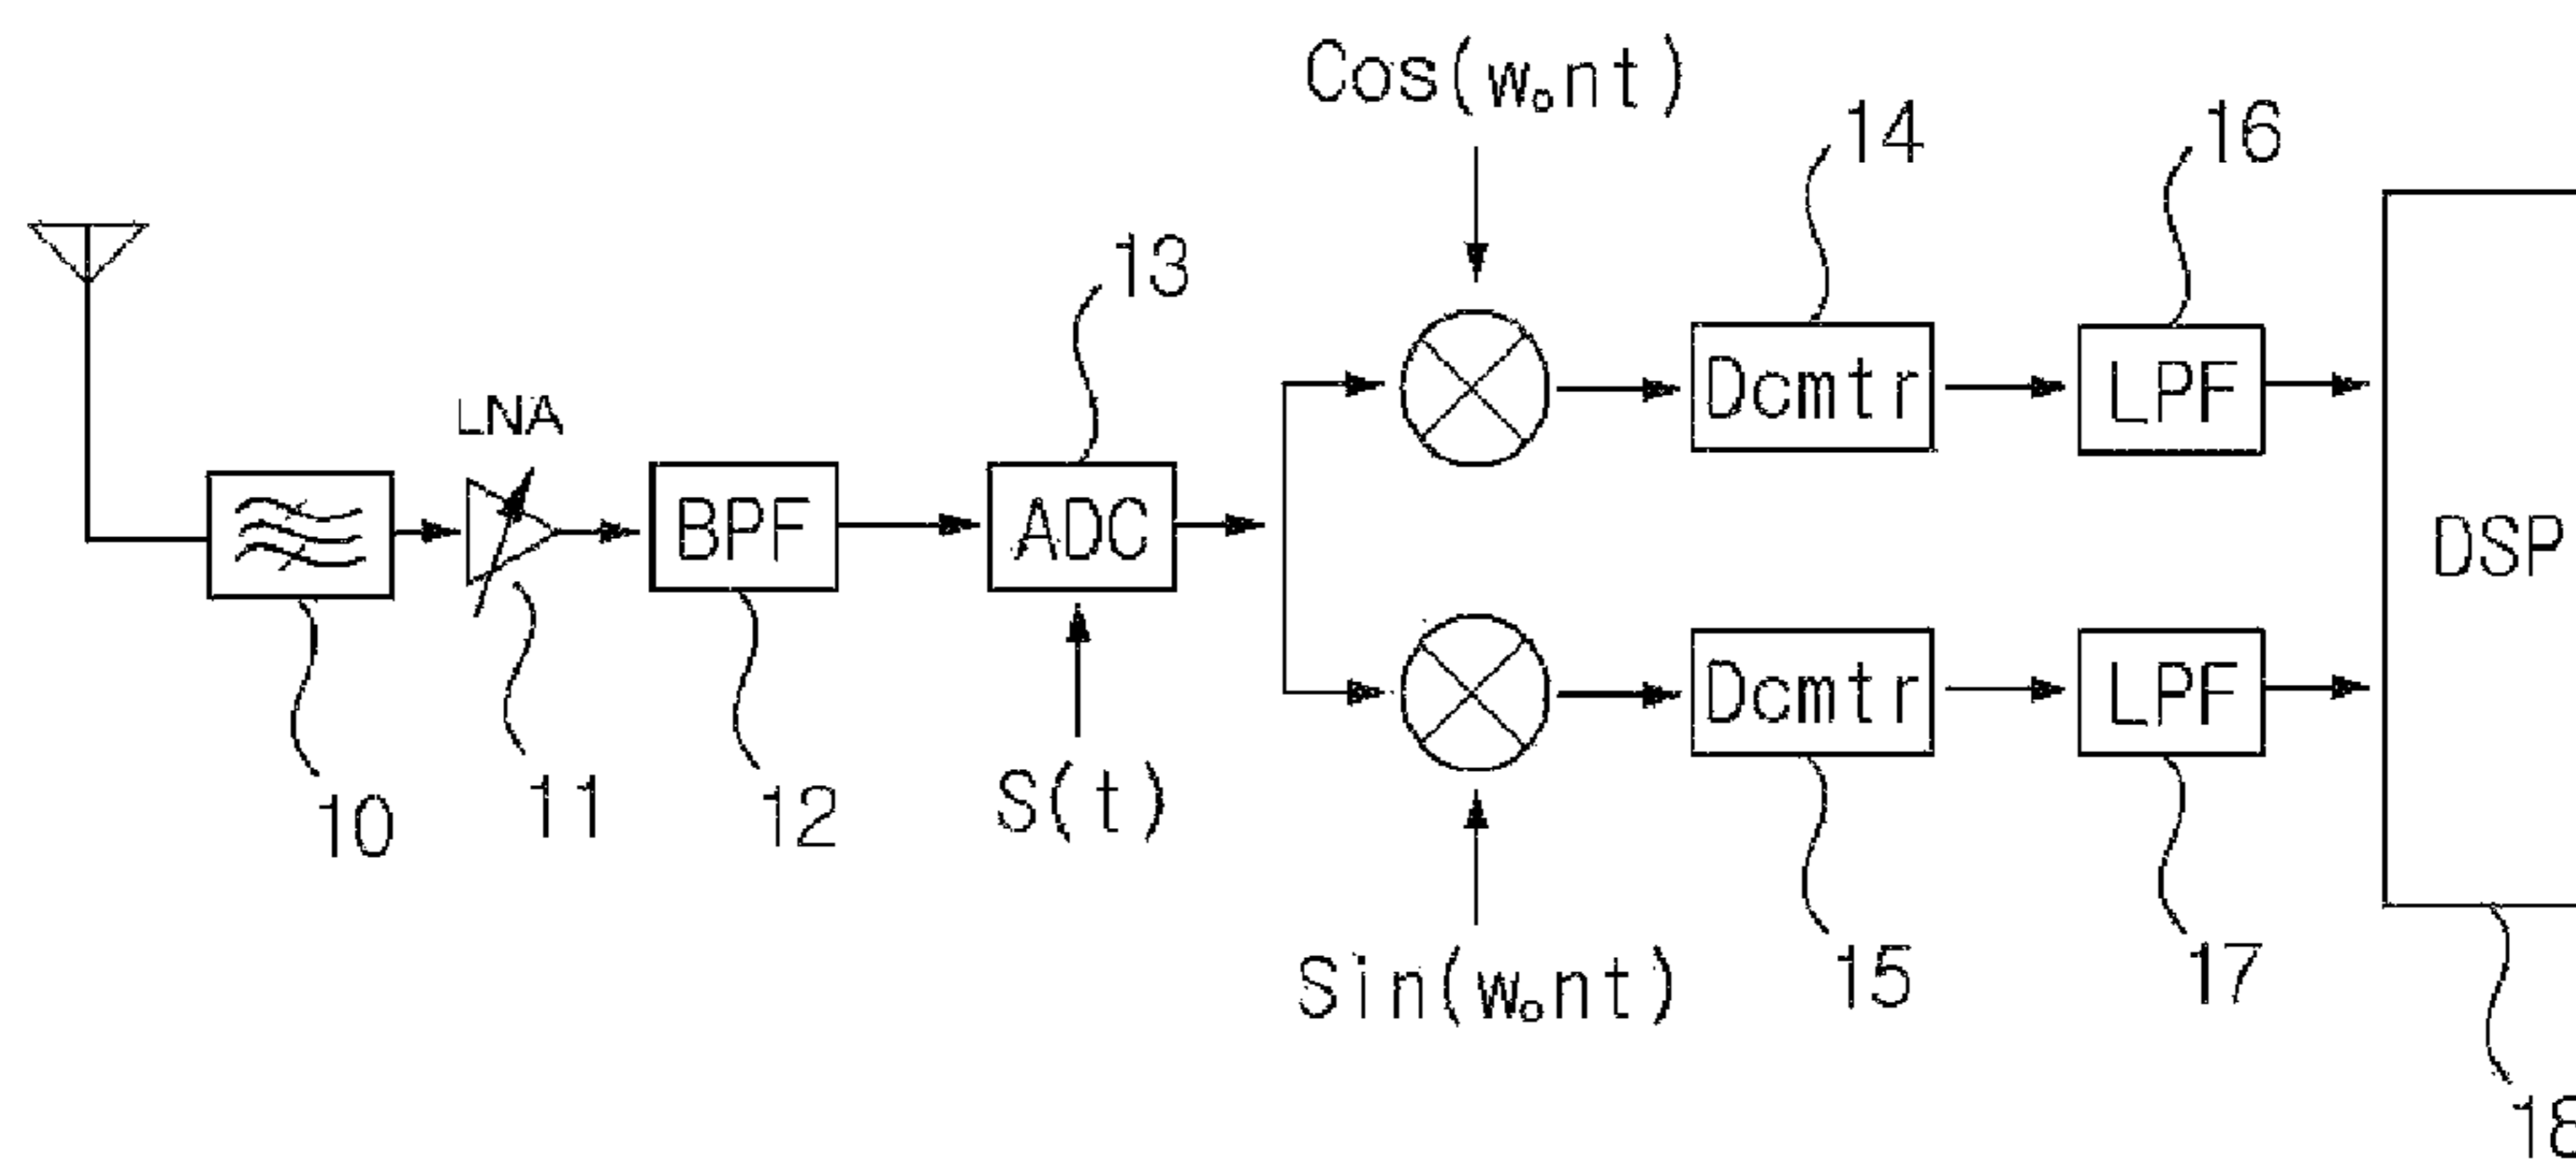 Cos(w₀nt)
14
16
13
LNA
Dcmtr
LPF
BPF
ADC
DSP
Dcmtr
LPF
10
11
12
S(t)
Sin(w₀nt)
15
17
18